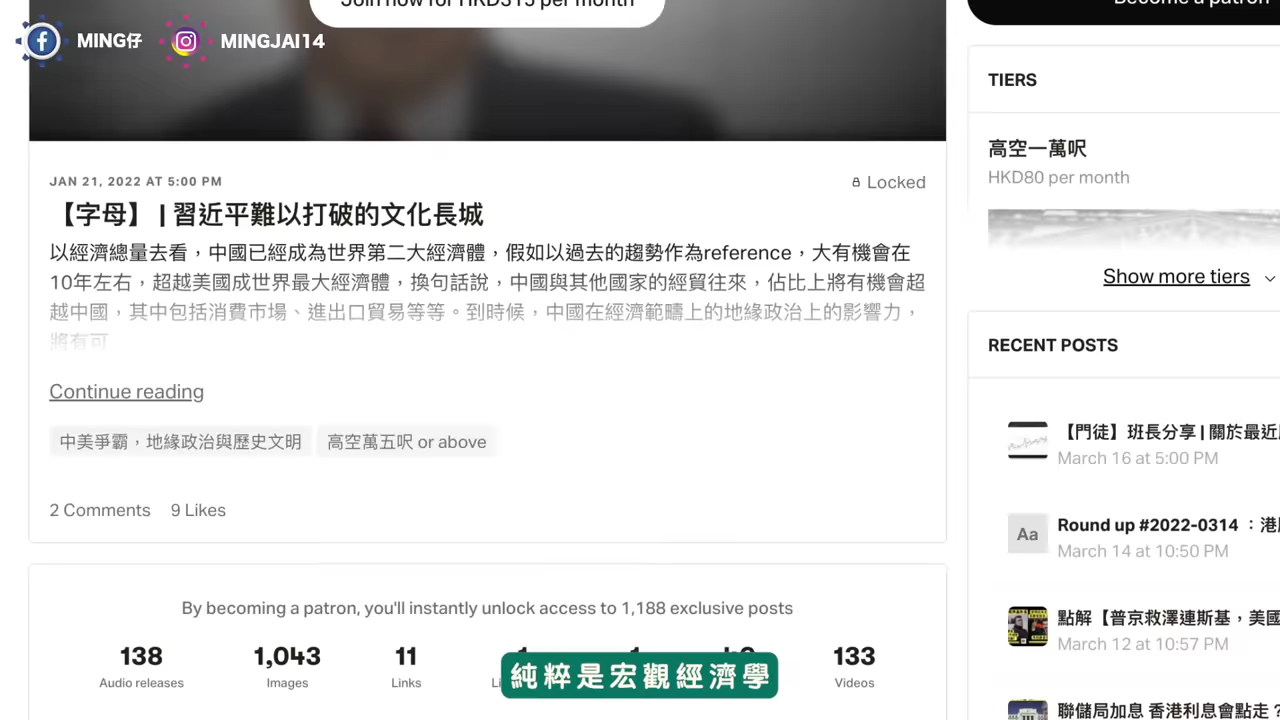 Join now for HKD315 per month
Become a patron
MING仔
MINGJAI14
JAN 21, 2022 AT 5:00 PM
Locked
【字母】 | 習近平難以打破的文化長城
以經濟總量去看，中國已經成為世界第二大經濟體，假如以過去的趨勢作為reference，大有機會在
10年左右，超越美國成世界最大經濟體，換句話說，中國與其他國家的經貿往來，佔比上將有機會超
越中國，其中包括消費市場、進出口貿易等等。到時候，中國在經濟範疇上的地緣政治上的影響力，
將有可
Continue reading
中美爭霸，地緣政治與歷史文明
高空萬五呎 or above
2 Comments
9 Likes
By becoming a patron, you'll instantly unlock access to 1,188 exclusive posts
138
1,043
11
133
Audio releases
Images
Links
Videos
純粹是宏觀經濟學
TIERS
高空一萬呎
HKD80 per month
Show more tiers
RECENT POSTS
【門徒】班長分享 | 關於最近
March 16 at 5:00 PM
Aa
Round up #2022-0314 ：港
March 14 at 10:50 PM
點解【普京救澤連斯基，美國
March 12 at 10:57 PM
聯儲局加息 香港利息會點走？